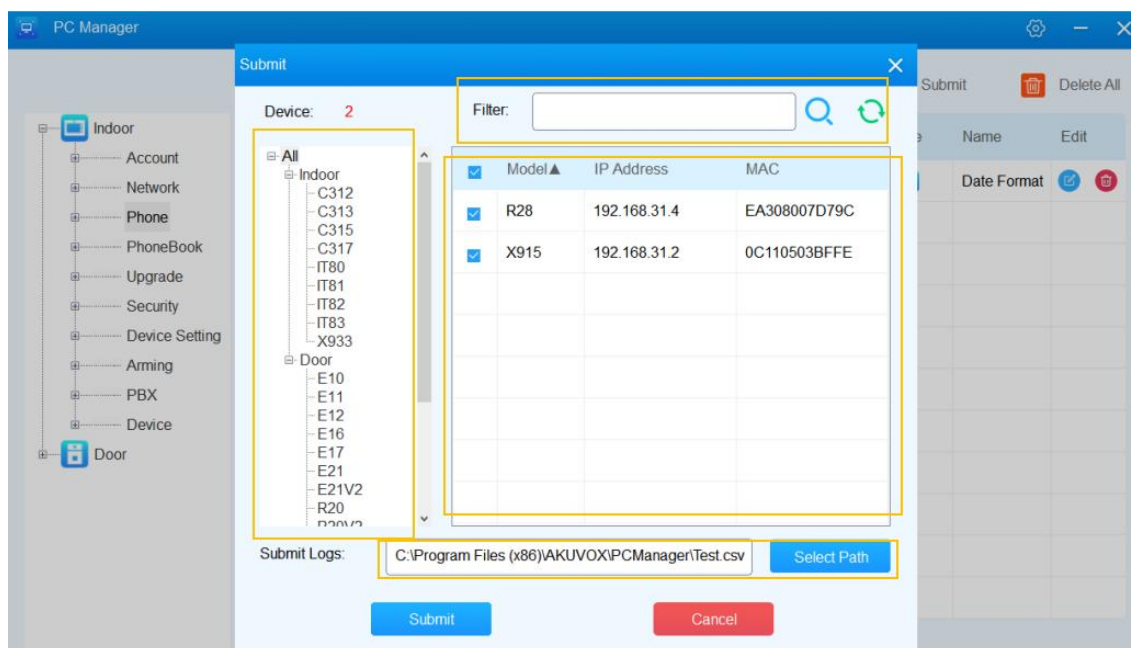 PC Manager
Submit
Submit
Delete All
Device: 2
Filter:
Indoor
Account
Network
Phone
PhoneBook
Upgrade
Security
Device Setting
Arming
PBX
Device
Door
All
Indoor
C312
C313
C315
C317
IT80
IT81
IT82
IT83
X933
Door
E10
E11
E12
E16
E17
E21
E21V2
R20
R20V2
Model▲ IP Address MAC
R28 192.168.31.4 EA308007D79C
X915 192.168.31.2 0C110503BFFE
Name Edit
Date Format
Submit Logs: C:\Program Files (x86)\AKUVOX\PCManager\Test.csv Select Path
Submit Cancel